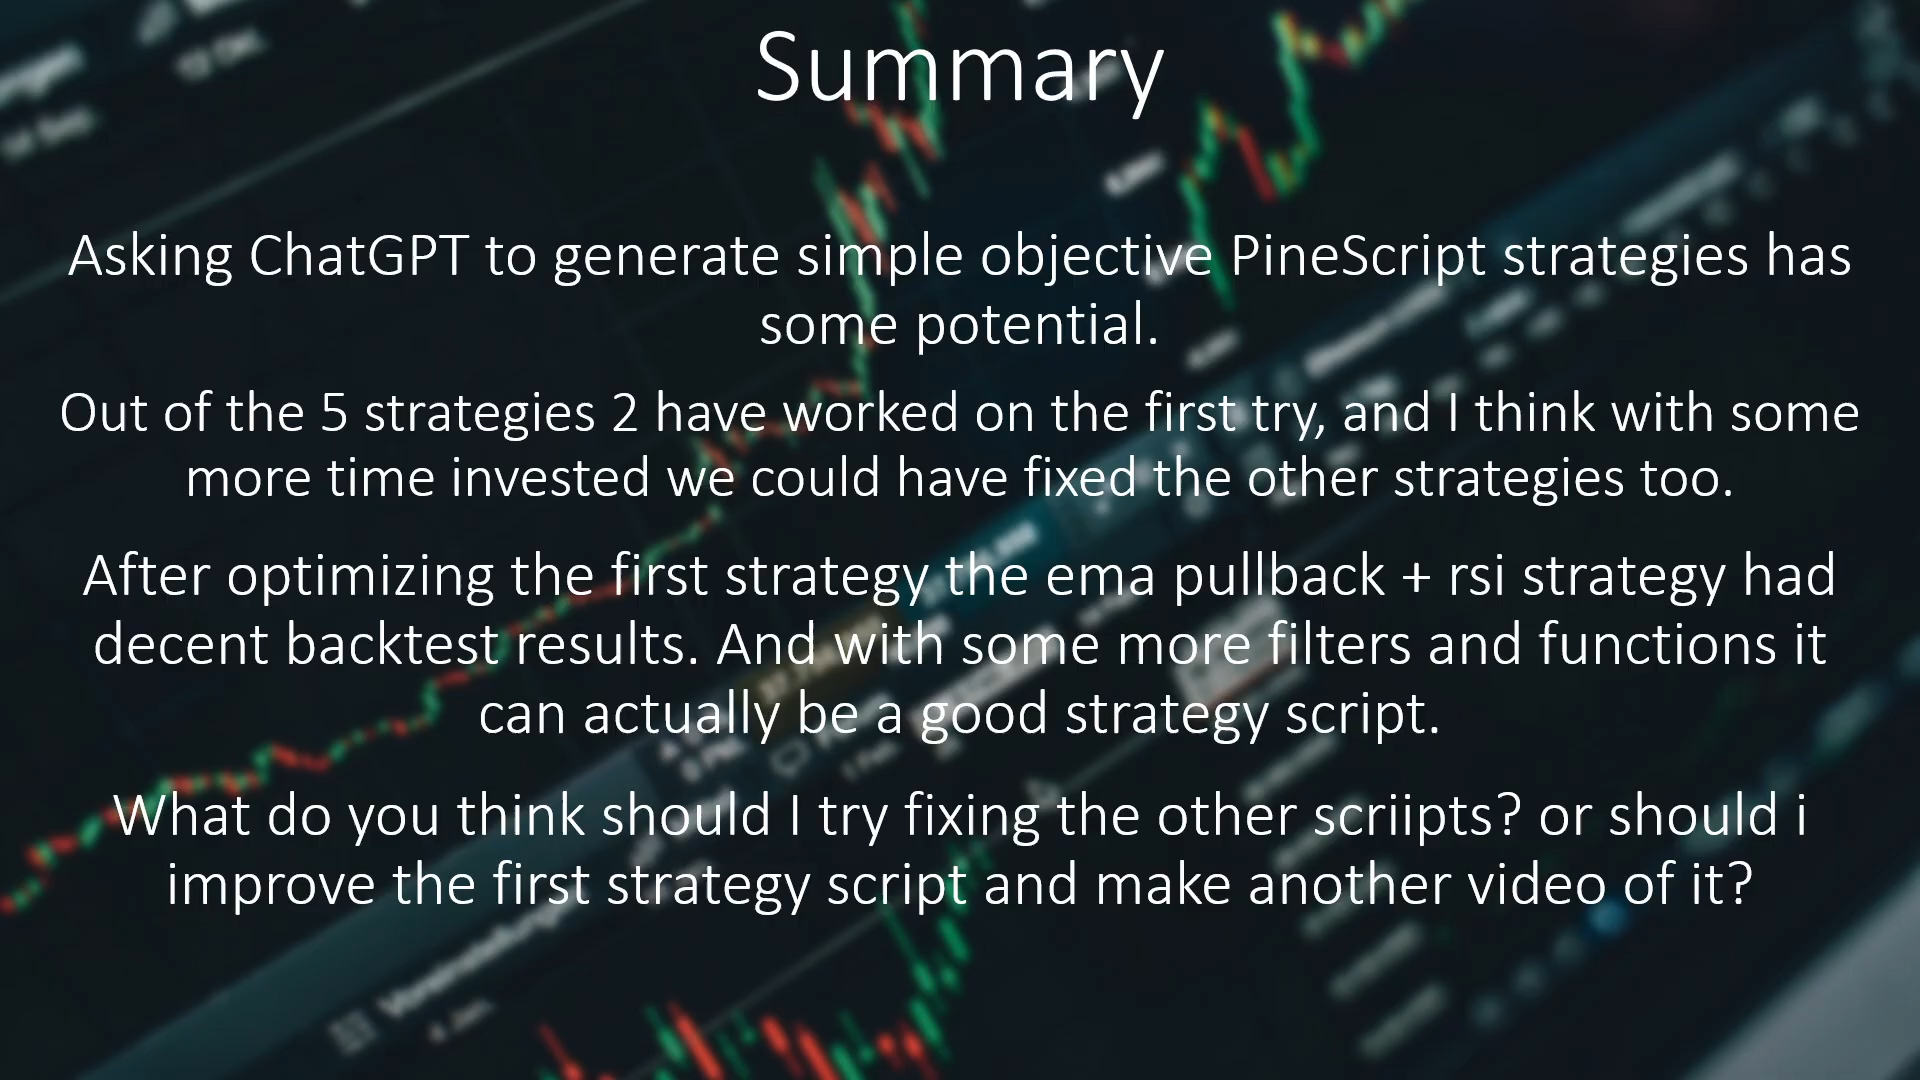 Summary
Asking ChatGPT to generate simple objective PineScript strategies has
some potential.
Out of the 5 strategies 2 have worked on the first try, and I think with some
more time invested we could have fixed the other strategies too.
After optimizing the first strategy the ema pullback + rsi strategy had
decent backtest results. And with some more filters and functions it
can actually be a good strategy script.
What do you think should I try fixing the other scriipts? or should i
improve the first strategy script and make another video of it?